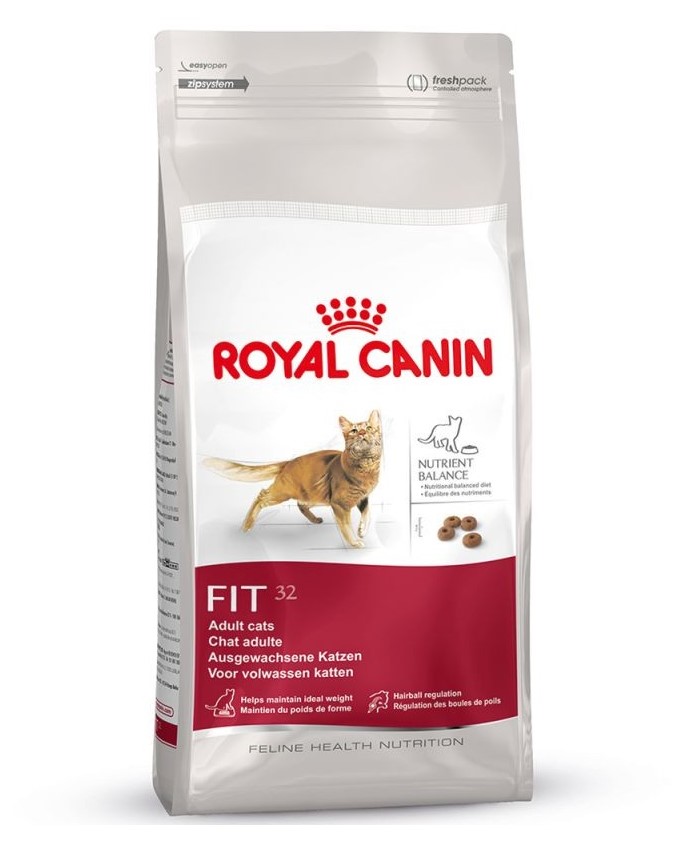 easyopen
zipsystem
freshpack
Controlled atmosphere
ROYAL CANIN
NUTRIENT
BALANCE
• Nutritional balanced diet
• Équilibre des nutriments
FIT 32
Adult cats
Chat adulte
Ausgewachsene Katzen
Voor volwassen katten
Helps maintain ideal weight
Maintien du poids de forme
Hairball regulation
Régulation des boules de poils
FELINE HEALTH NUTRITION